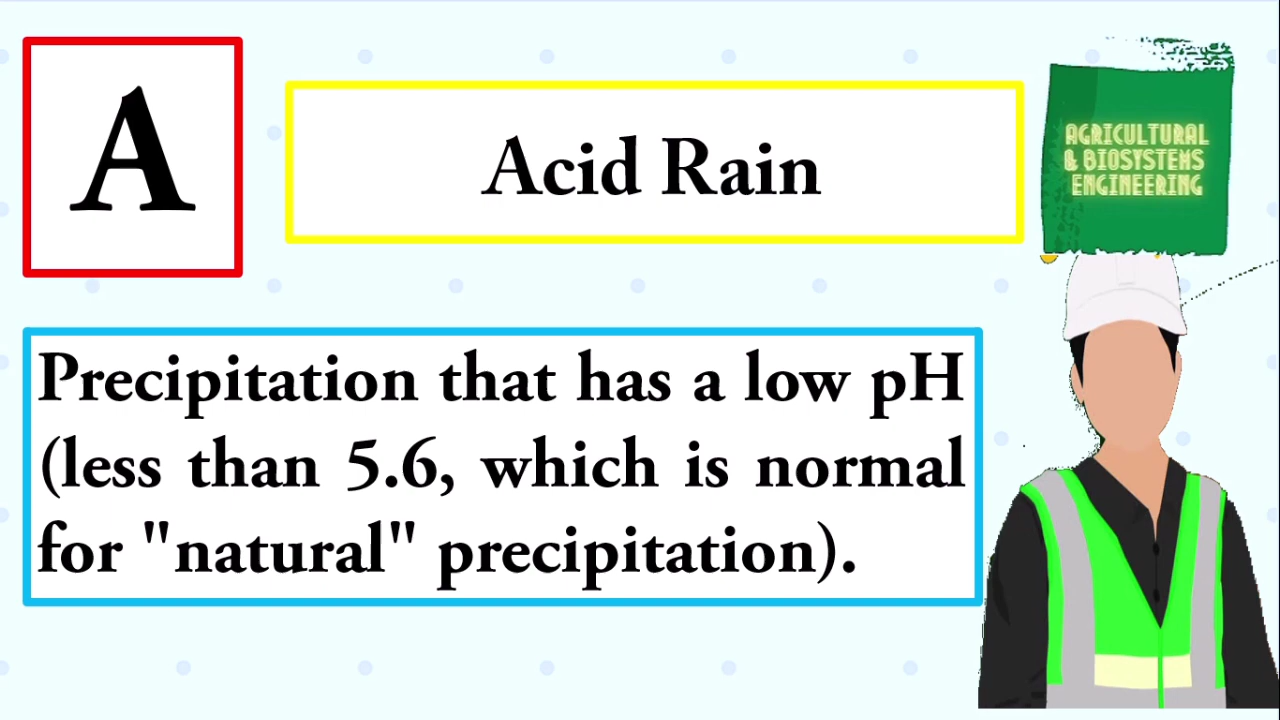 A
Acid Rain
AGRICULTURAL
& BIOSYSTEMS
ENGINEERING
Precipitation that has a low pH
(less than 5.6, which is normal
for "natural" precipitation).